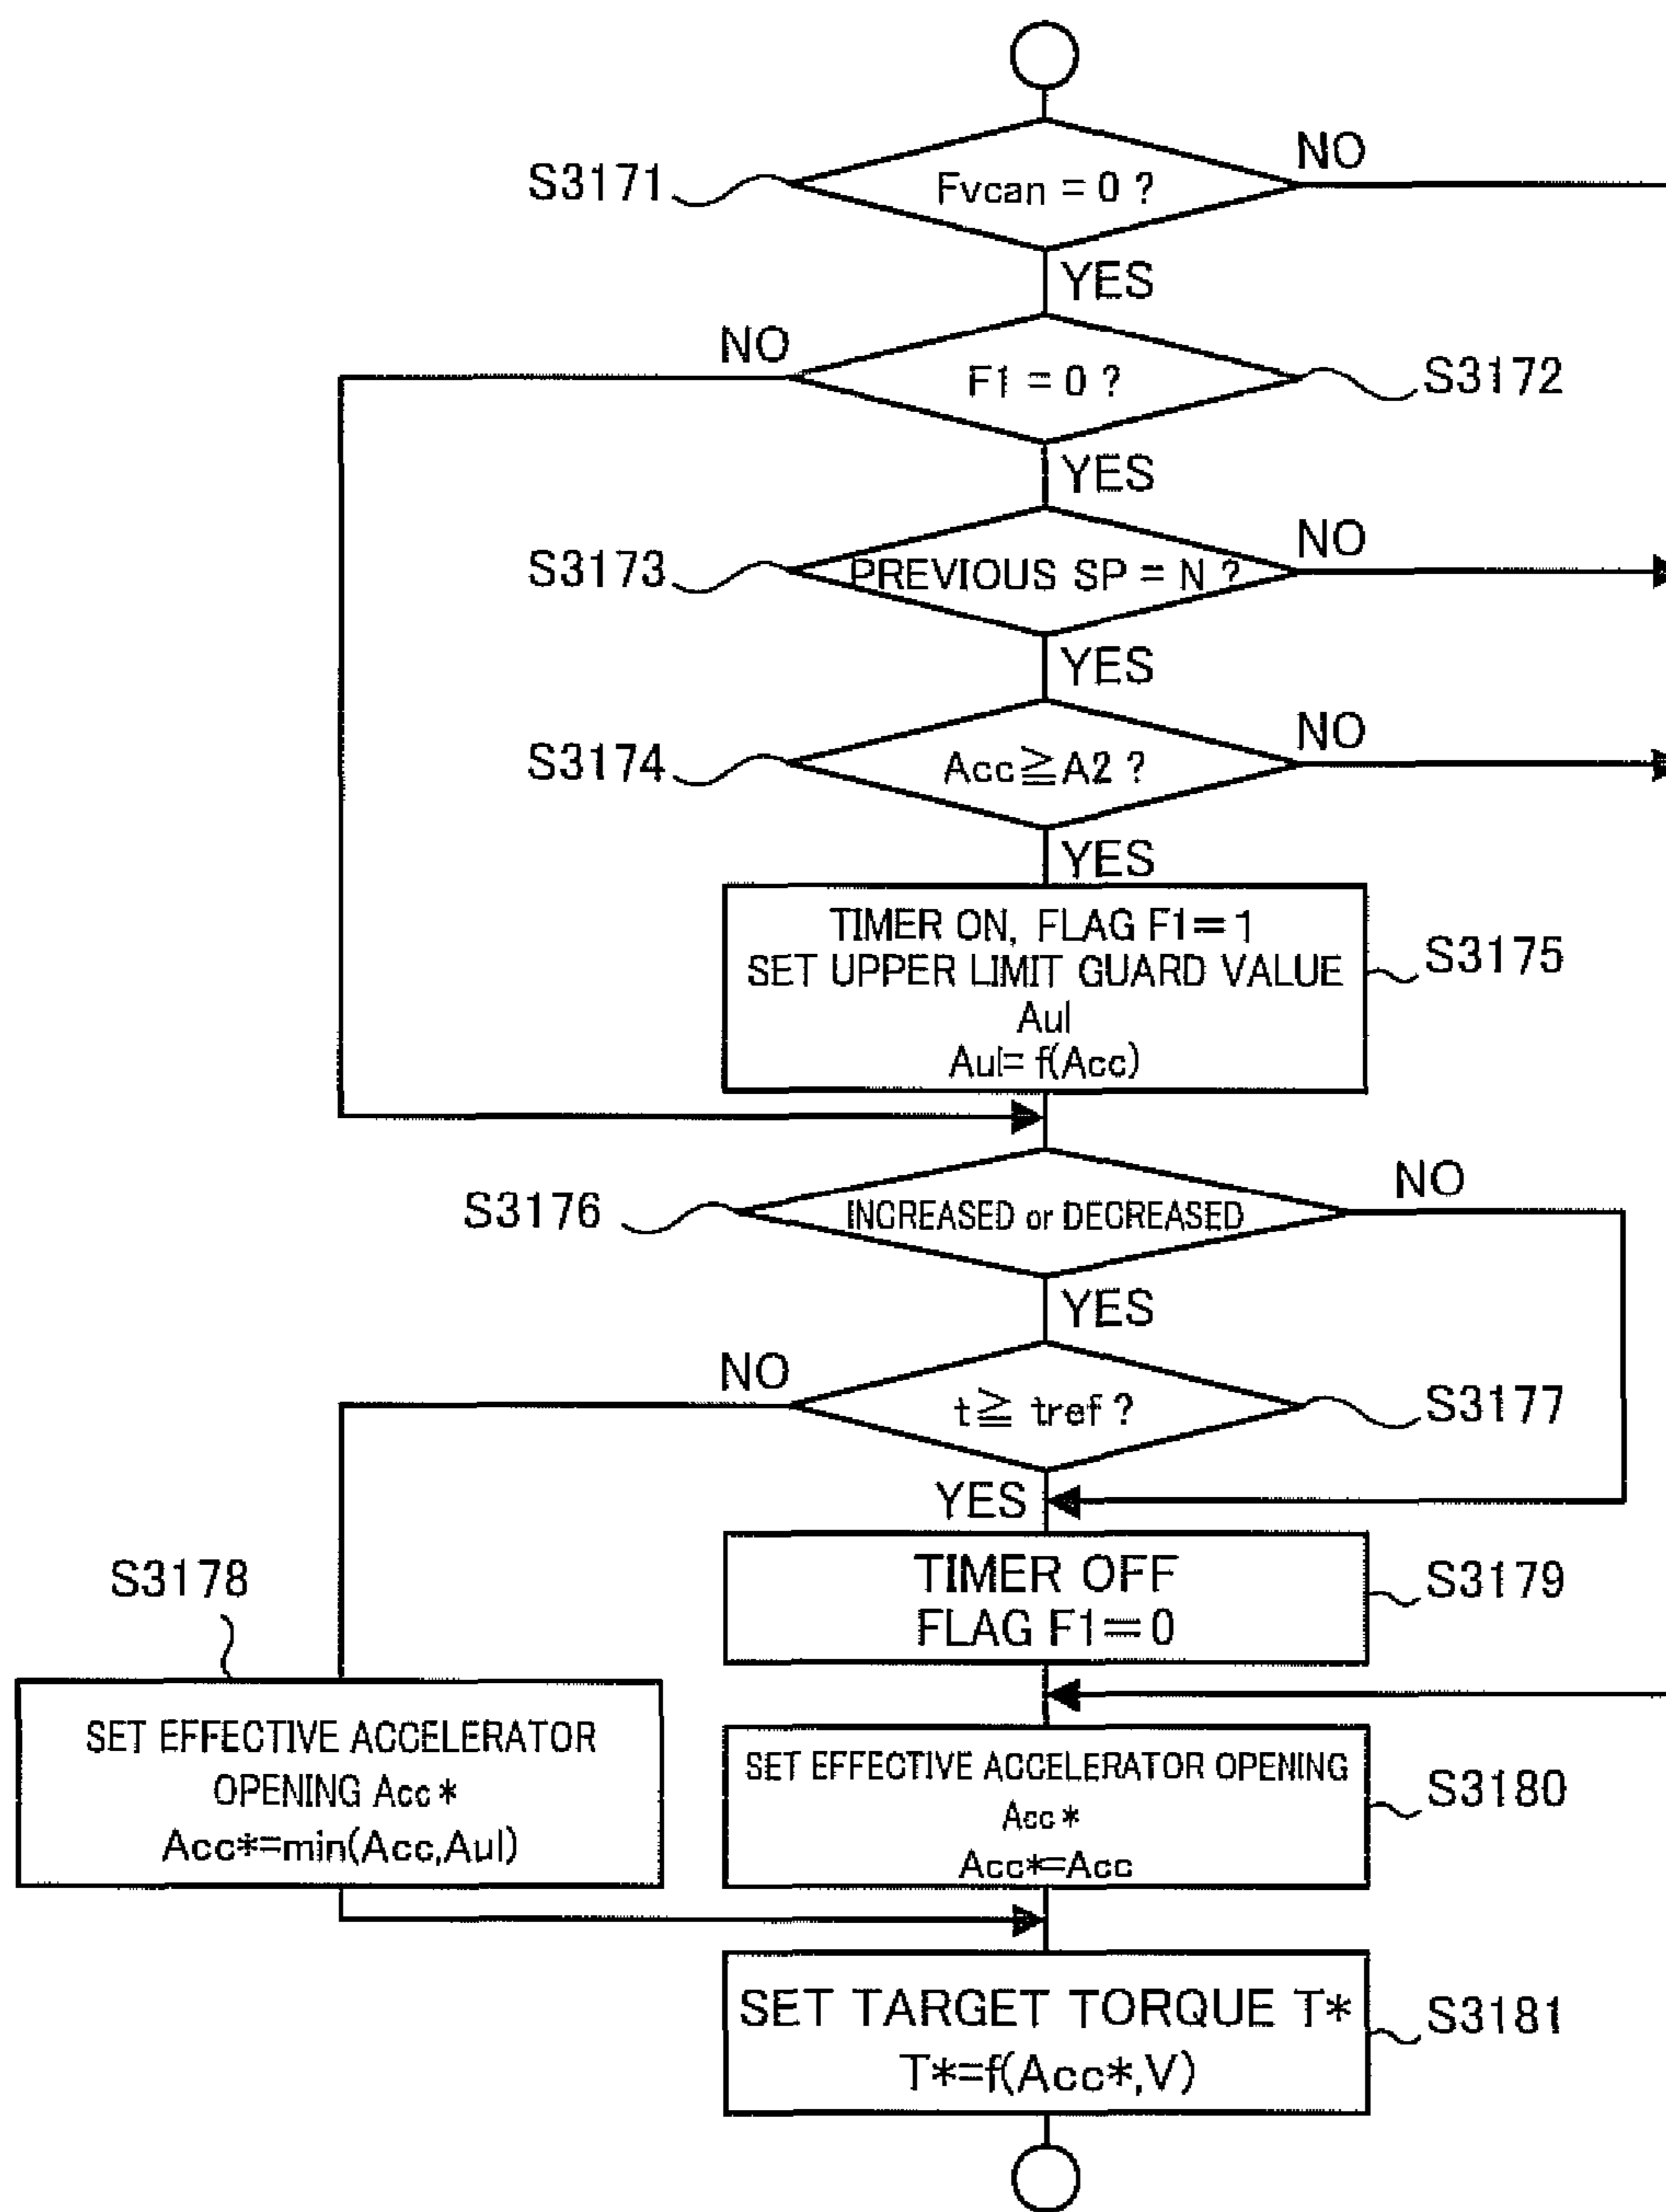 NO
S3171
Fvcan = 0 ?
YES
NO
F1 = 0 ?
S3172
YES
NO
S3173
PREVIOUS SP = N ?
YES
NO
S3174
Acc≧A2 ?
YES
TIMER ON, FLAG F1=1
SET UPPER LIMIT GUARD VALUE
Aul
Aul= f(Acc)
S3175
NO
S3176
INCREASED or DECREASED
YES
NO
t≧ tref ?
S3177
YES
TIMER OFF
FLAG F1=0
S3179
S3178
SET EFFECTIVE ACCELERATOR
OPENING Acc*
Acc*=min(Acc,Aul)
SET EFFECTIVE ACCELERATOR OPENING
Acc*
Acc*=Acc
S3180
SET TARGET TORQUE T*
T*=f(Acc*,V)
S3181